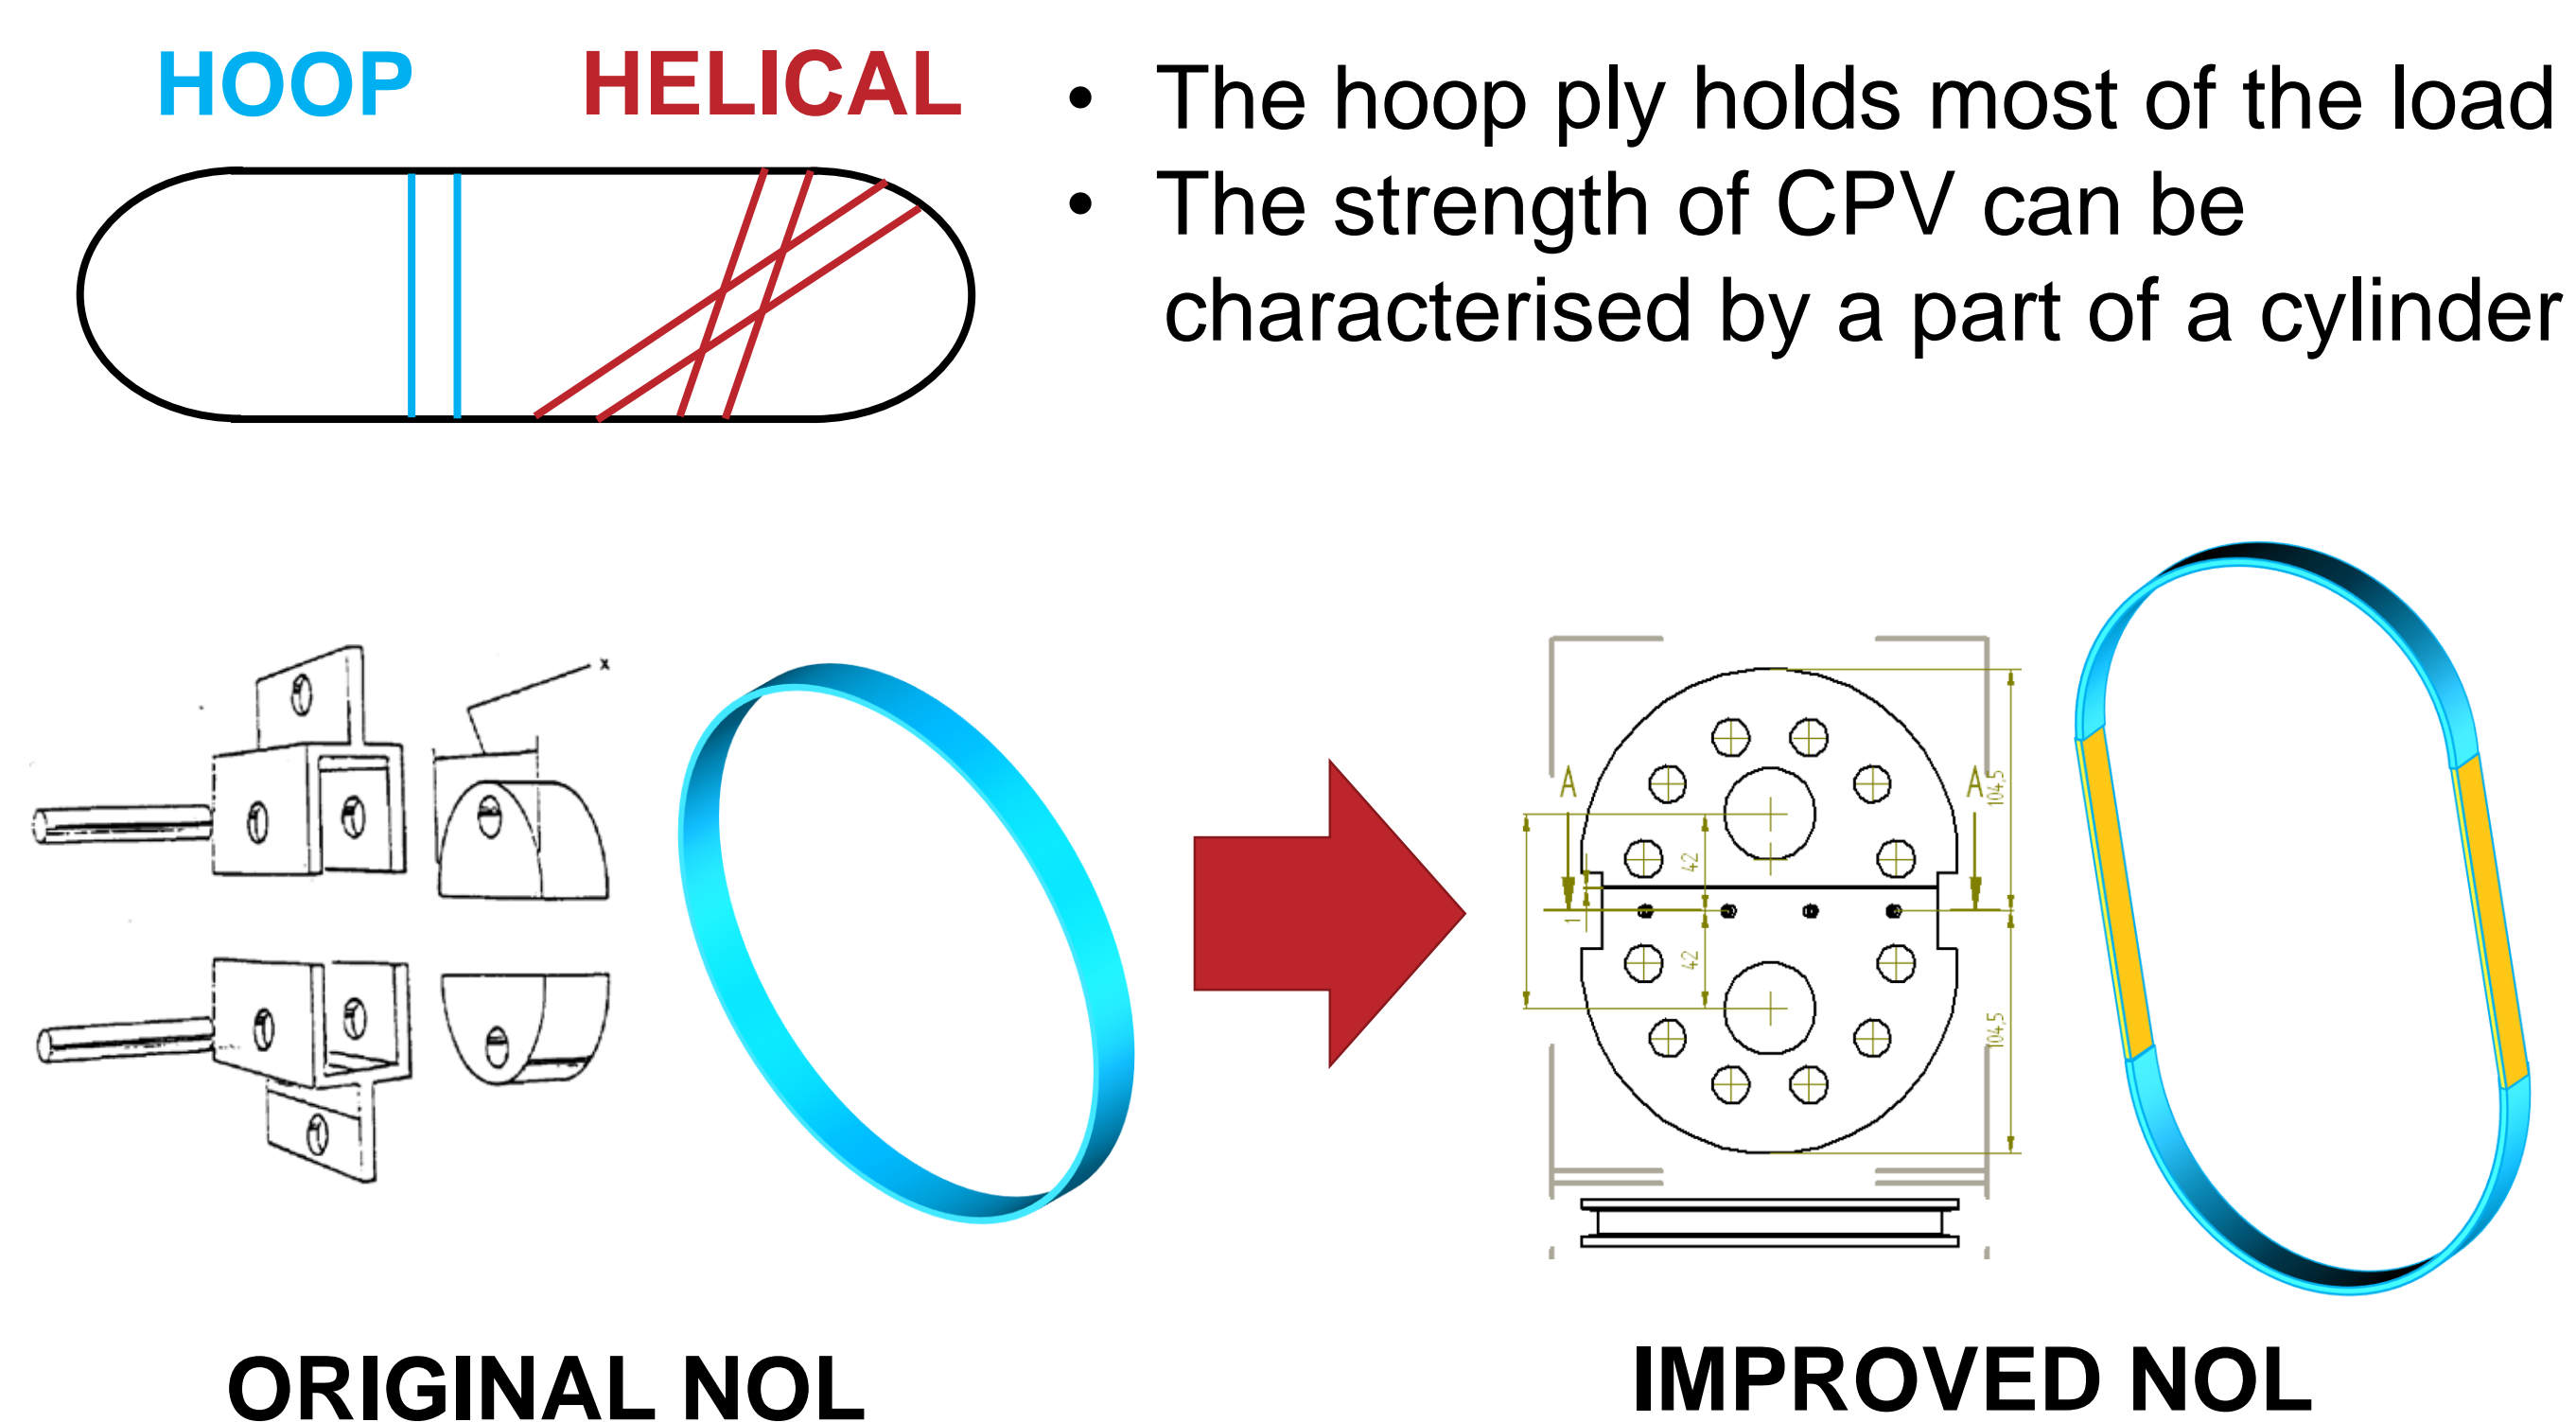 HOOP HELICAL
• The hoop ply holds most of the load
• The strength of CPV can be
characterised by a part of a cylinder
x
A A
104,5
42
1
42
104,5
ORIGINAL NOL
IMPROVED NOL